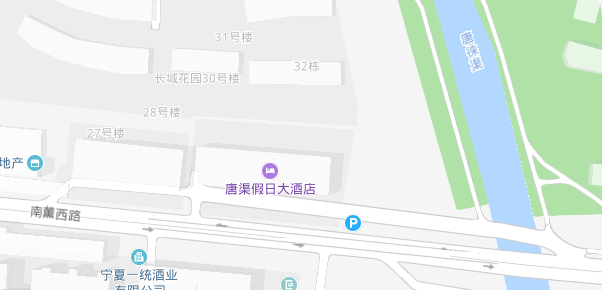 31号楼
唐徕渠
32栋
长城花园30号楼
28号楼
27号楼
地产
唐渠假日大酒店
南薰西路
P
宁夏一统酒业
有限公司